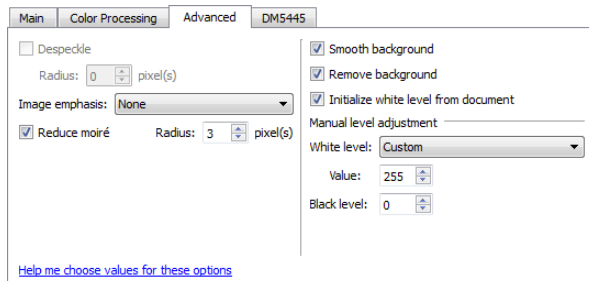 Main Color Processing Advanced DM5445
Despeckle
Radius: 0 pixel(s)
Image emphasis: None
Reduce moiré Radius: 3 pixel(s)
Help me choose values for these options
Smooth background
Remove background
Initialize white level from document
Manual level adjustment
White level: Custom
Value: 255
Black level: 0